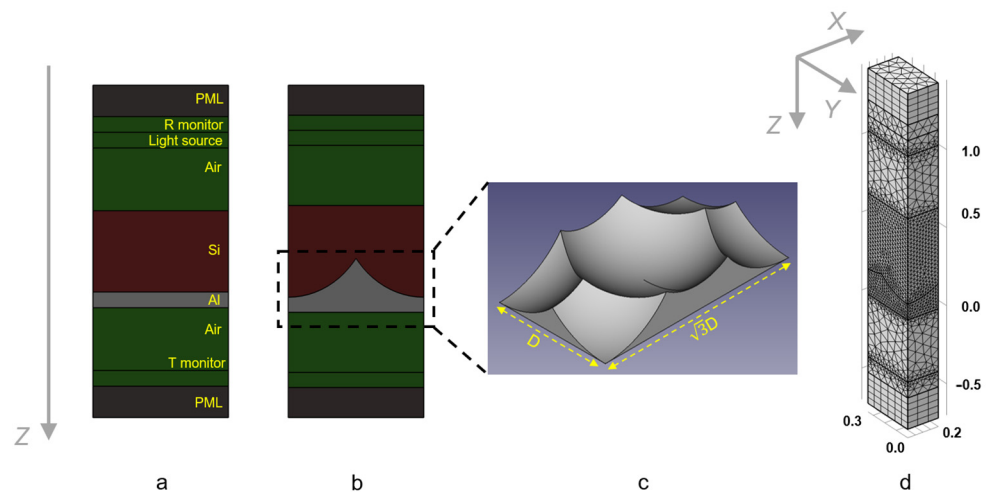 PML
R monitor
Light source
Air
Si
Al
Air
T monitor
PML
Z
a
b
D
√3D
c
X
Y
Z
1.0
0.5
0.0
−0.5
0.3
0.2
0.0
d